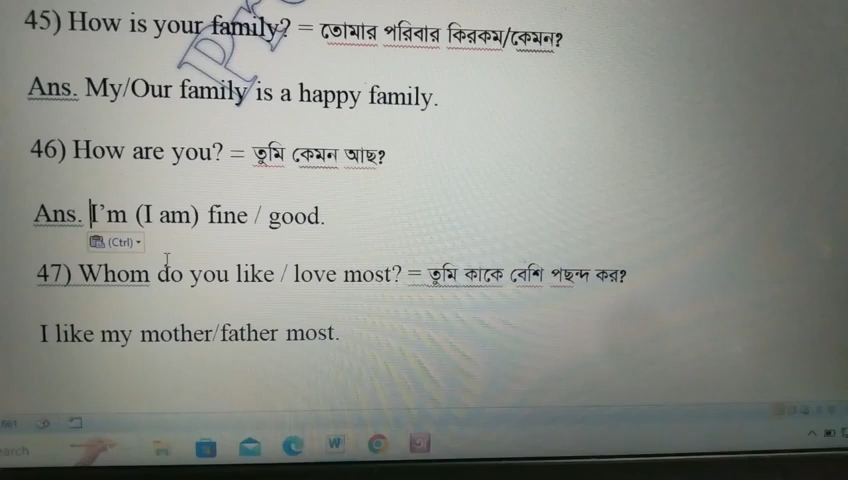 45) How is your family? = তোমার পরিবার কিরকম/কেমন?
Ans. My/Our family is a happy family.
46) How are you? = তুমি কেমন আছ?
Ans. I'm (I am) fine / good.
(Ctrl)
47) Whom do you like / love most? = তুমি কাকে বেশি পছন্দ কর?
I like my mother/father most.